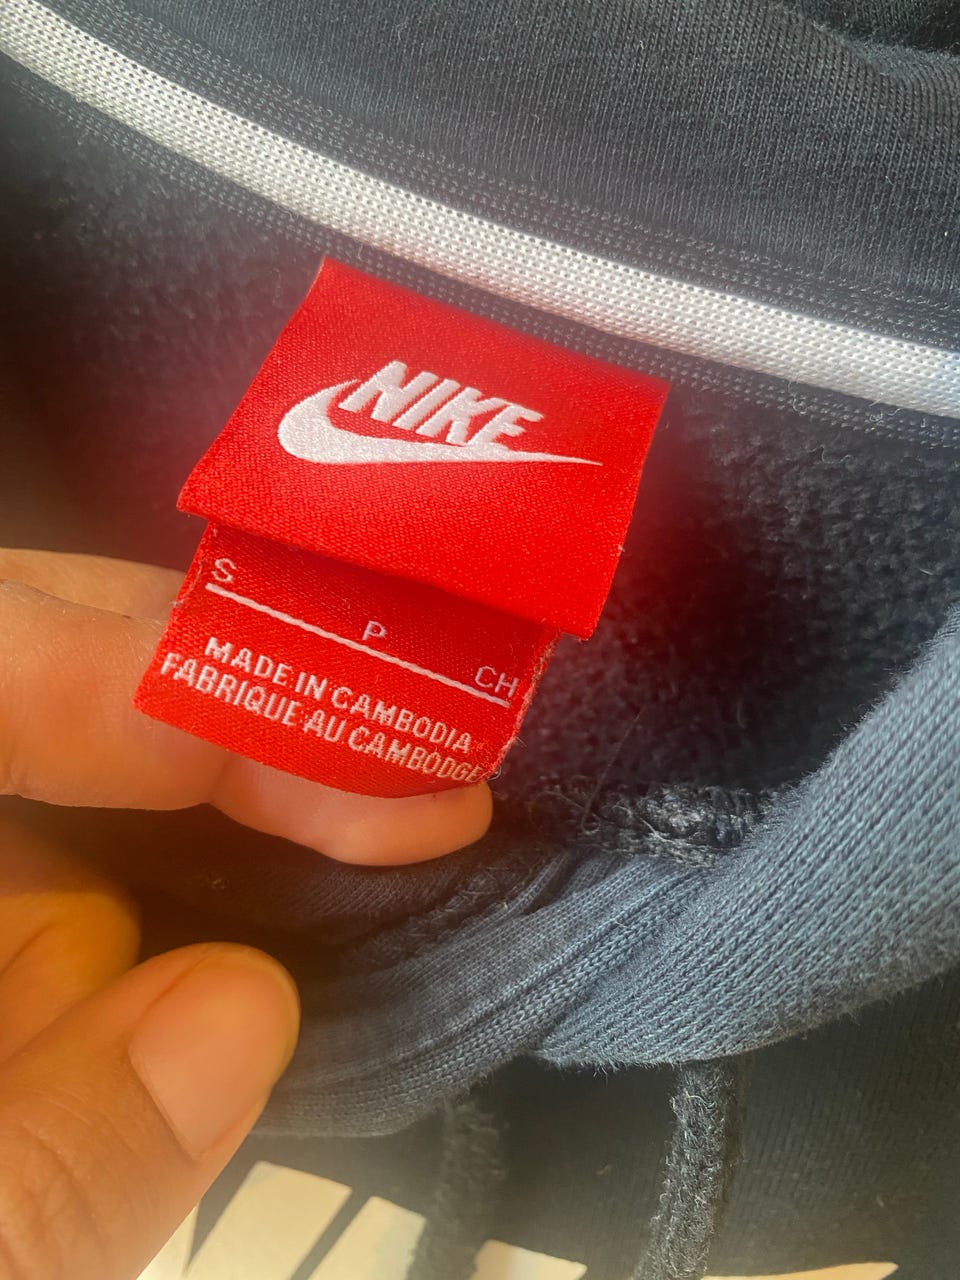 NIKE
S P CH
MADE IN CAMBODIA
FABRIQUE AU CAMBODGE